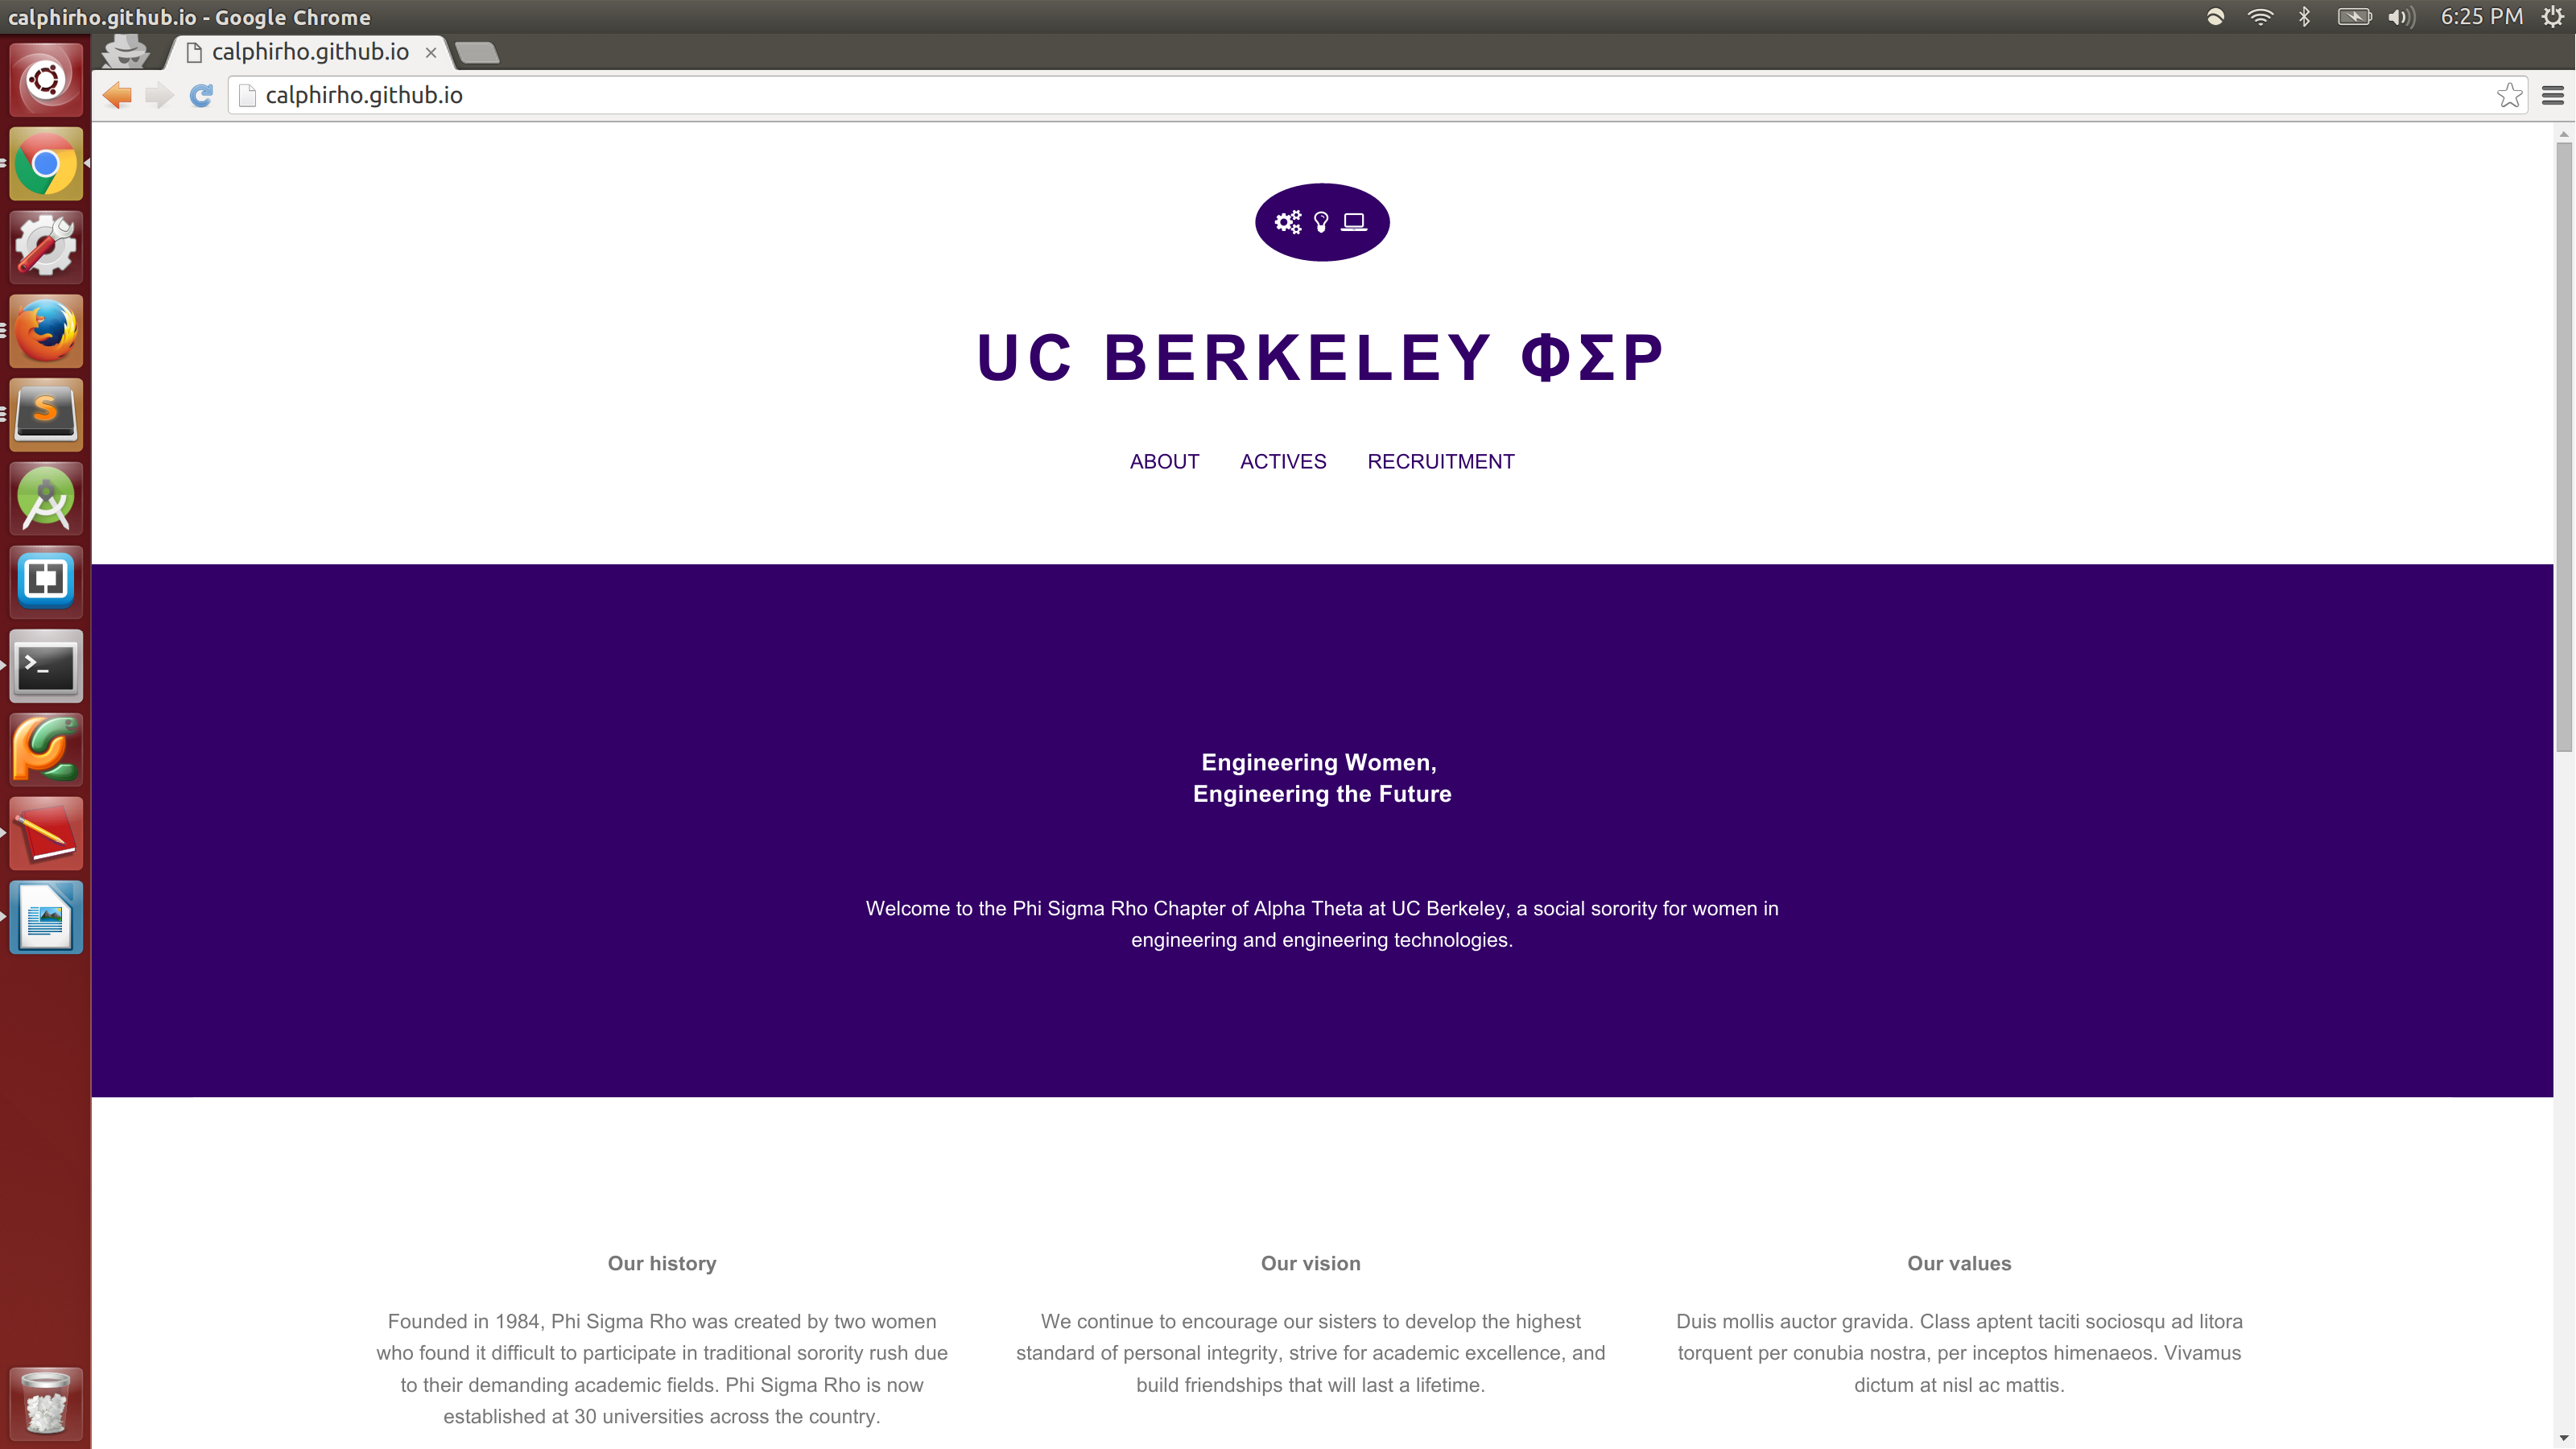 calphirho.github.io - Google Chrome
6:25 PM
calphirho.github.io
calphirho.github.io
UC BERKELEY ΦΣΡ
ABOUT ACTIVES RECRUITMENT
Engineering Women,
Engineering the Future
Welcome to the Phi Sigma Rho Chapter of Alpha Theta at UC Berkeley, a social sorority for women in
engineering and engineering technologies.
Our history
Founded in 1984, Phi Sigma Rho was created by two women
who found it difficult to participate in traditional sorority rush due
to their demanding academic fields. Phi Sigma Rho is now
established at 30 universities across the country.
Our vision
We continue to encourage our sisters to develop the highest
standard of personal integrity, strive for academic excellence, and
build friendships that will last a lifetime.
Our values
Duis mollis auctor gravida. Class aptent taciti sociosqu ad litora
torquent per conubia nostra, per inceptos himenaeos. Vivamus
dictum at nisl ac mattis.